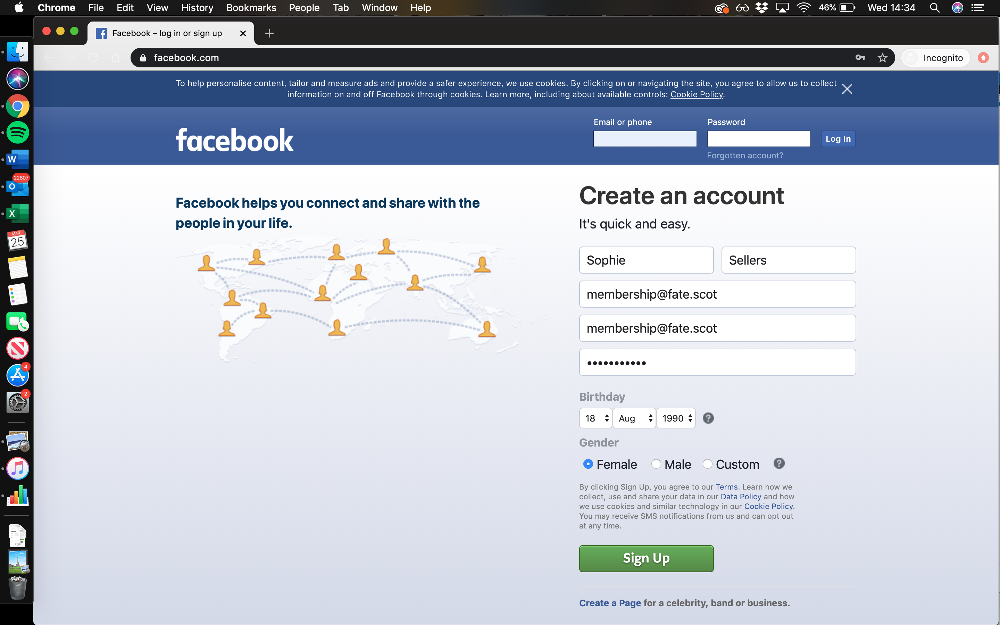 Chrome File Edit View History Bookmarks People Tab Window Help 46% Wed 14:34
Facebook – log in or sign up
facebook.com
Incognito
To help personalise content, tailor and measure ads and provide a safer experience, we use cookies. By clicking on or navigating the site, you agree to allow us to collect
information on and off Facebook through cookies. Learn more, including about available controls: Cookie Policy.
facebook
Email or phone
Password
Log In
Forgotten account?
Facebook helps you connect and share with the
people in your life.
Create an account
It's quick and easy.
Sophie Sellers
membership@fate.scot
membership@fate.scot
•••••••••••
Birthday
18 Aug 1990 ?
Gender
Female Male Custom ?
By clicking Sign Up, you agree to our Terms. Learn how we
collect, use and share your data in our Data Policy and how
we use cookies and similar technology in our Cookie Policy.
You may receive SMS notifications from us and can opt out
at any time.
Sign Up
Create a Page for a celebrity, band or business.
W
22607
O
X
MAR
25
4
2
PDF